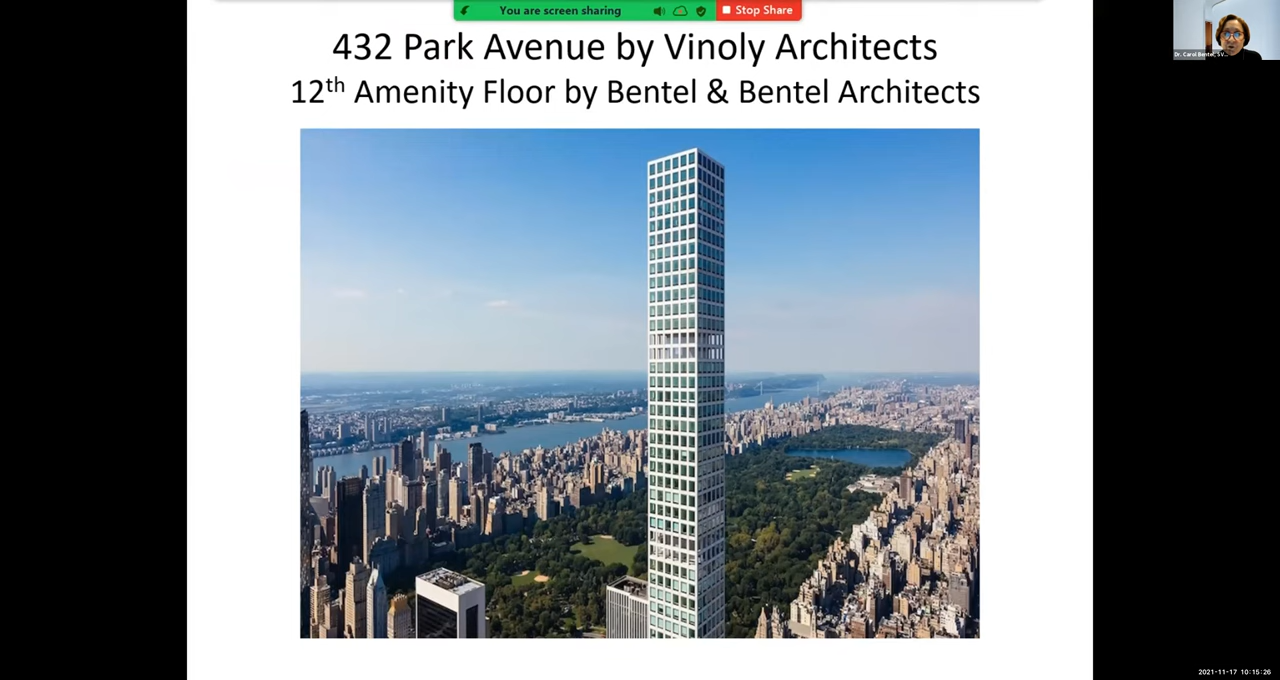 You are screen sharing
Stop Share
432 Park Avenue by Vinoly Architects
12th Amenity Floor by Bentel & Bentel Architects
Dr. Carol Bentel, SV...
2021-11-17 10:15:26